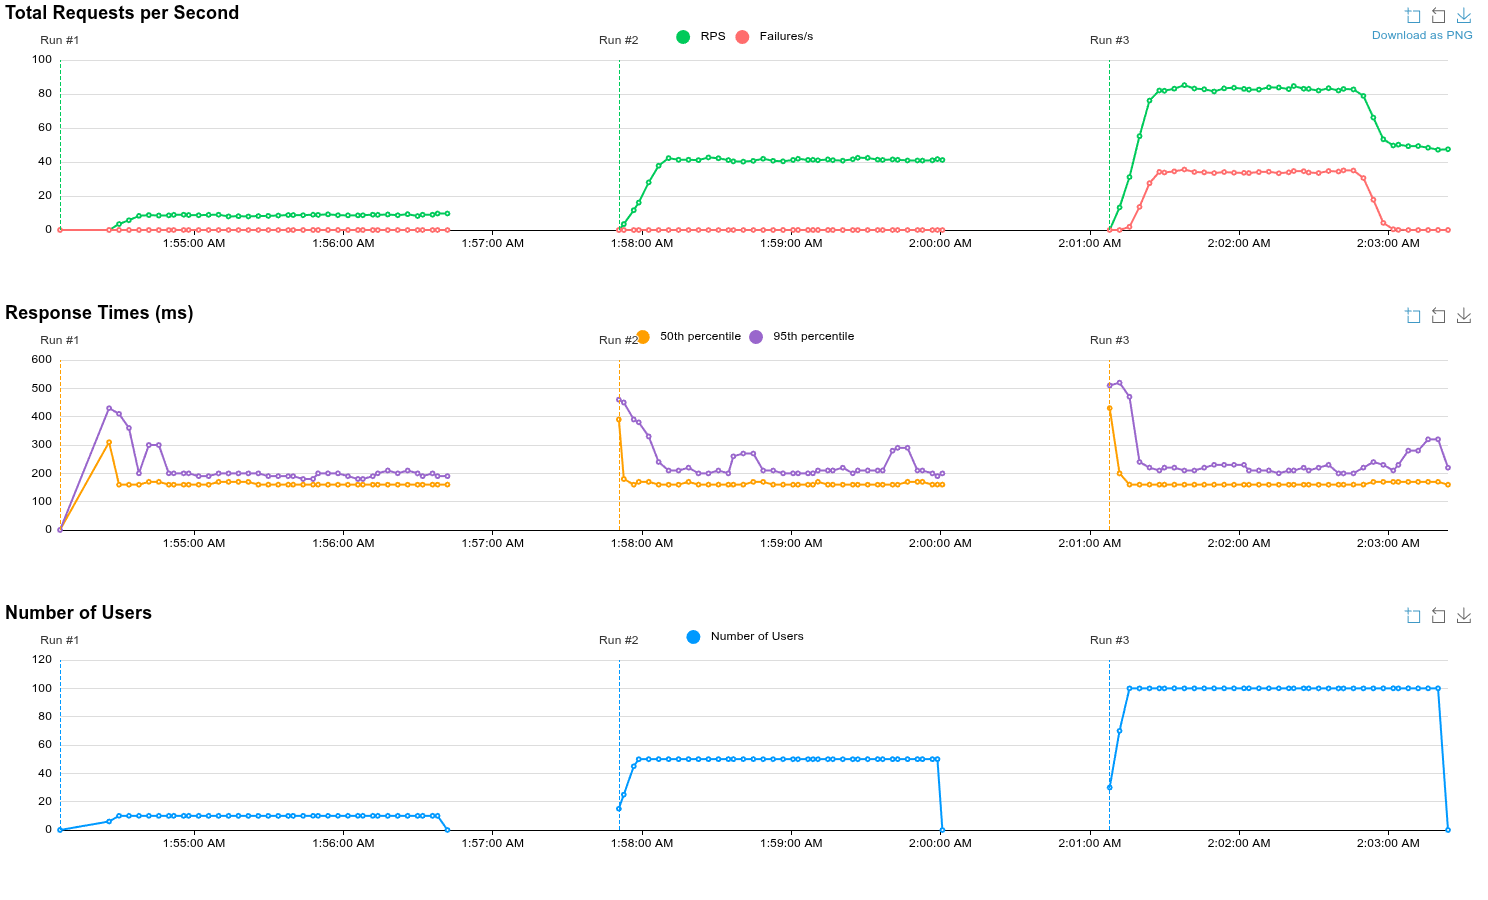 Total Requests per Second
Download as PNG
RPS Failures/s
Run #1 Run #2 Run #3
100
80
60
40
20
0
1:55:00 AM 1:56:00 AM 1:57:00 AM 1:58:00 AM 1:59:00 AM 2:00:00 AM 2:01:00 AM 2:02:00 AM 2:03:00 AM
Response Times (ms)
50th percentile 95th percentile
Run #1 Run #2 Run #3
600
500
400
300
200
100
0
1:55:00 AM 1:56:00 AM 1:57:00 AM 1:58:00 AM 1:59:00 AM 2:00:00 AM 2:01:00 AM 2:02:00 AM 2:03:00 AM
Number of Users
Number of Users
Run #1 Run #2 Run #3
120
100
80
60
40
20
0
1:55:00 AM 1:56:00 AM 1:57:00 AM 1:58:00 AM 1:59:00 AM 2:00:00 AM 2:01:00 AM 2:02:00 AM 2:03:00 AM